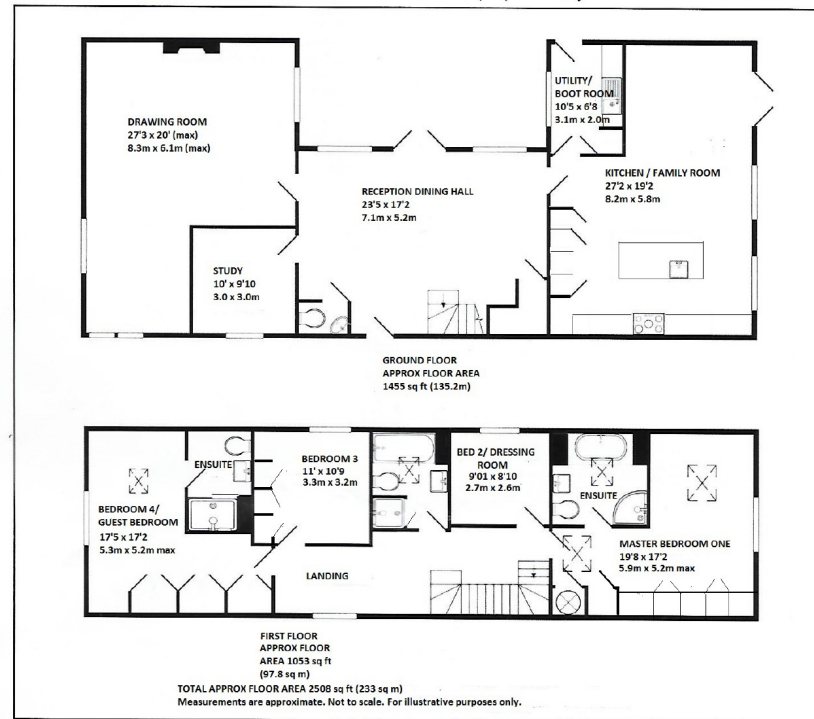 DRAWING ROOM
27'3 x 20' (max)
8.3m x 6.1m (max)
UTILITY/
BOOT ROOM
10'5 x 6'8
3.1m x 2.0m
RECEPTION DINING HALL
23'5 x 17'2
7.1m x 5.2m
KITCHEN / FAMILY ROOM
27'2 x 19'2
8.2m x 5.8m
STUDY
10' x 9'10
3.0 x 3.0m
GROUND FLOOR
APPROX FLOOR AREA
1455 sq ft (135.2m)
ENSUITE
BEDROOM 3
11' x 10'9
3.3m x 3.2m
BED 2/ DRESSING
ROOM
9'01 x 8'10
2.7m x 2.6m
ENSUITE
BEDROOM 4/
GUEST BEDROOM
17'5 x 17'2
5.3m x 5.2m max
MASTER BEDROOM ONE
19'8 x 17'2
5.9m x 5.2m max
LANDING
FIRST FLOOR
APPROX FLOOR
AREA 1053 sq ft
(97.8 sq m)
TOTAL APPROX FLOOR AREA 2508 sq ft (233 sq m)
Measurements are approximate. Not to scale. For illustrative purposes only.